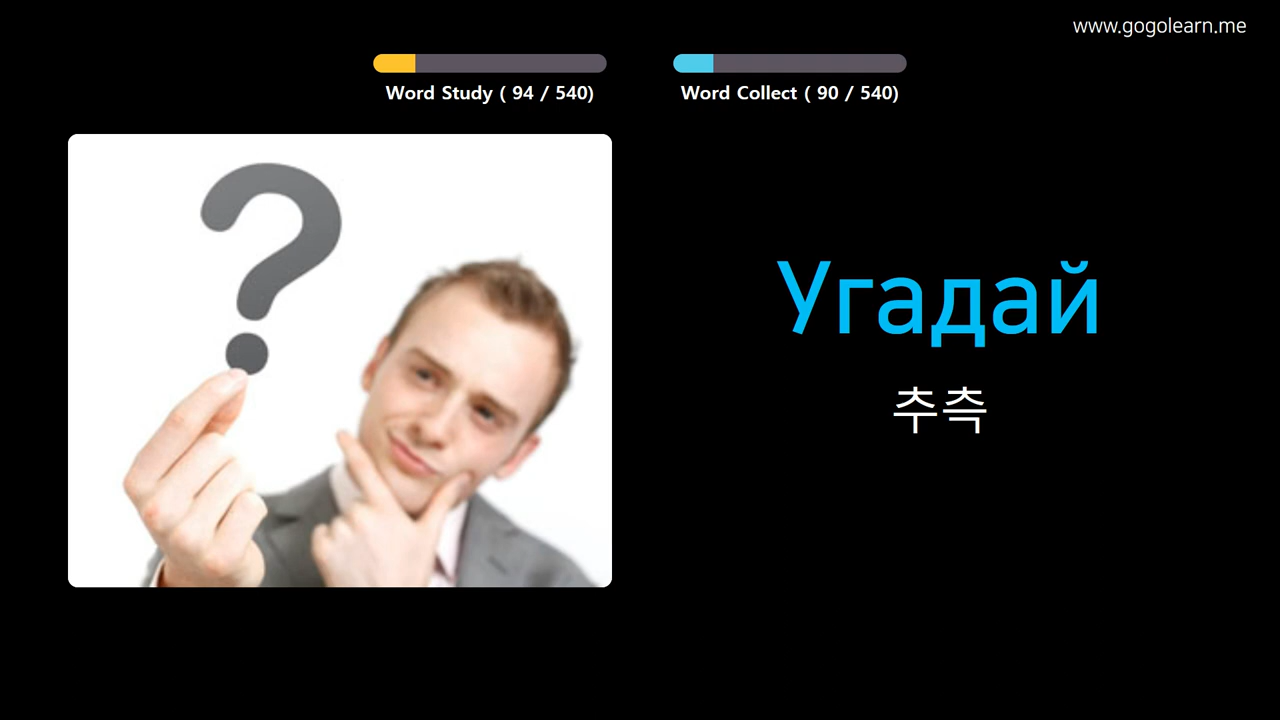 www.gogolearn.me
Word Study ( 94 / 540)
Word Collect ( 90 / 540)
?
Угадай
추측